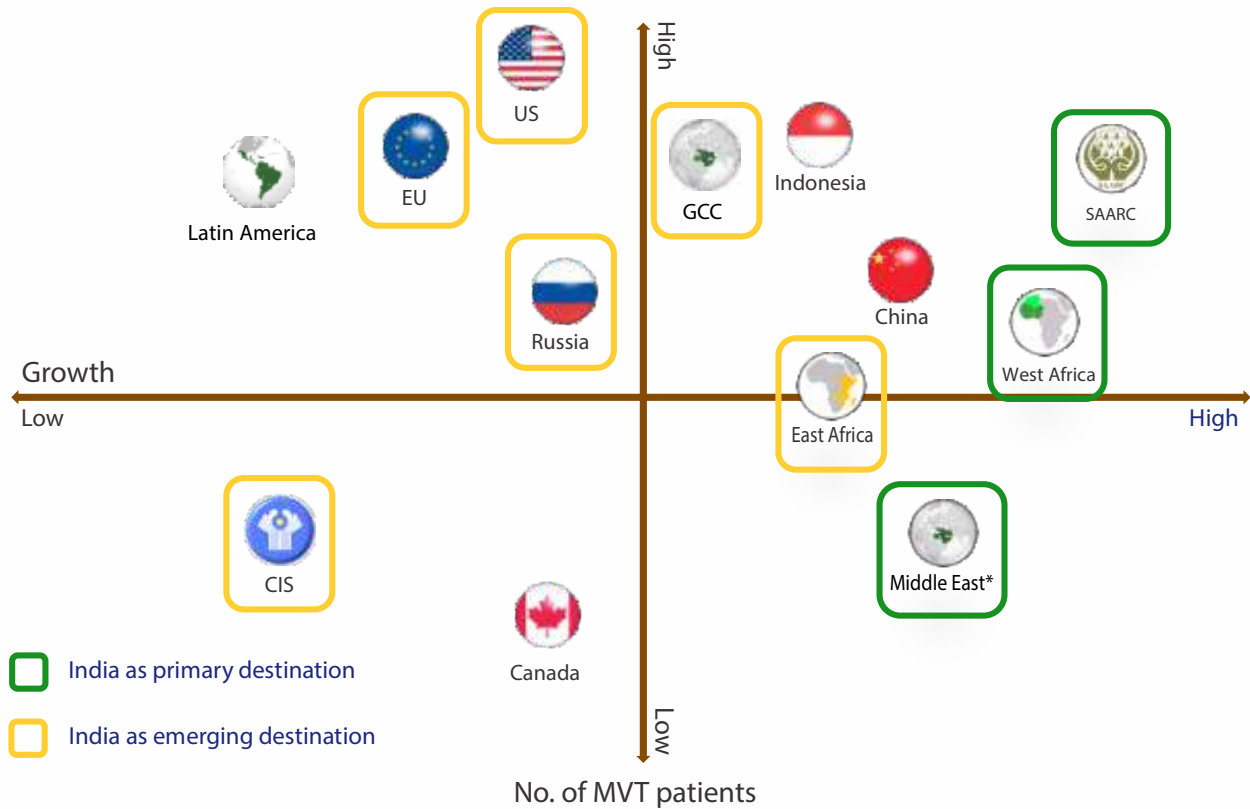 High
US
EU
Latin America
GCC
Indonesia
SAARC
Russia
China
West Africa
Growth
Low
High
East Africa
CIS
Middle East*
Canada
India as primary destination
India as emerging destination
Low
No. of MVT patients